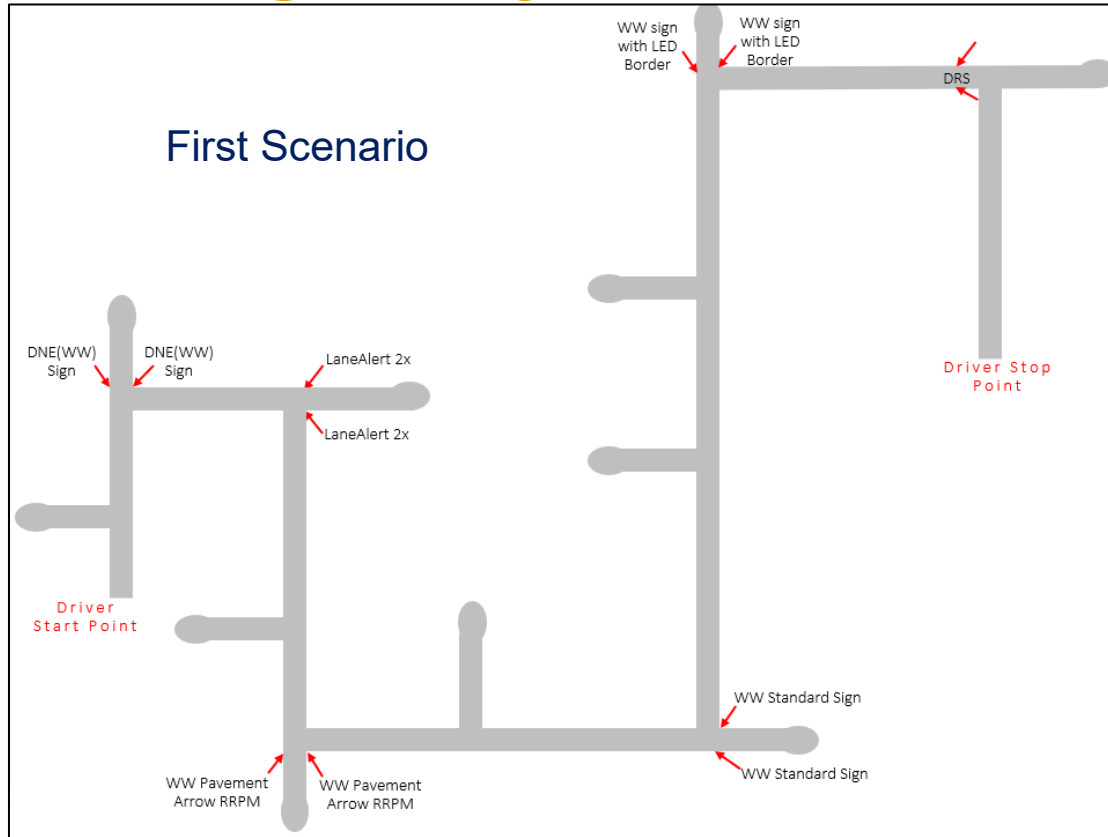 WW sign
with LED
Border
WW sign
with LED
Border
DRS
First Scenario
DNE(WW)
Sign
DNE(WW)
Sign
LaneAlert 2x
LaneAlert 2x
Driver Stop
Point
Driver
Start Point
WW Standard Sign
WW Standard Sign
WW Pavement
Arrow RRPM
WW Pavement
Arrow RRPM